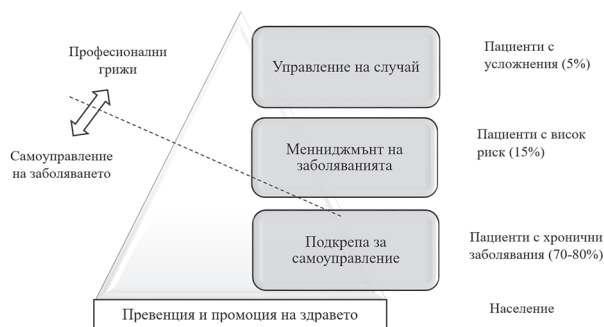 Професионални
грижи
Самоуправление
на заболяването
Управление на случай
Пациенти с
усложнения (5%)
Менниджмънт на
заболяванията
Пациенти с висок
риск (15%)
Подкрепа за
самоуправление
Пациенти с хронични
заболявания (70-80%)
Превенция и промоция на здравето
Население